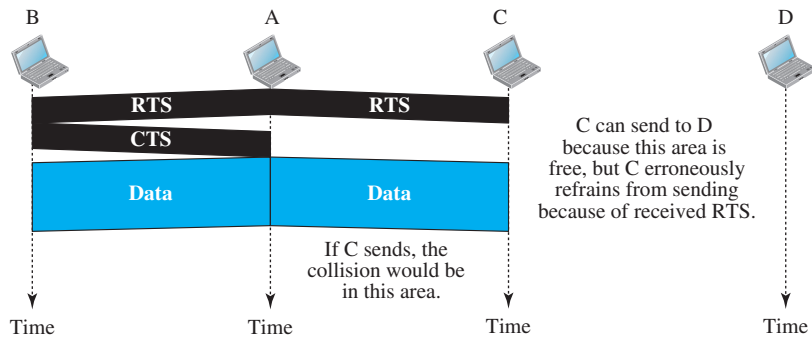 B
A
C
D
RTS
RTS
CTS
Data
Data
C can send to D
because this area is
free, but C erroneously
refrains from sending
because of received RTS.
If C sends, the
collision would be
in this area.
Time
Time
Time
Time